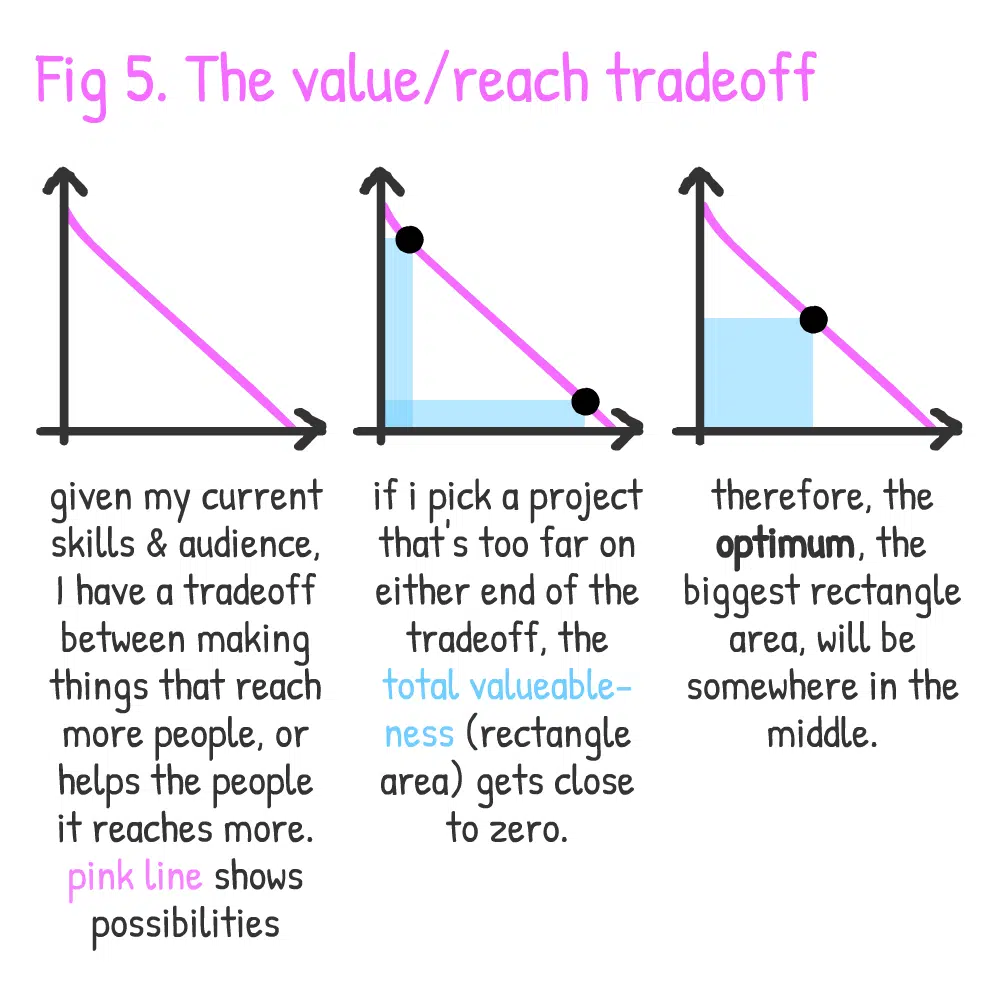 Fig 5. The value/reach tradeoff
given my current
skills & audience,
I have a tradeoff
between making
things that reach
more people, or
helps the people
it reaches more.
pink line shows
possibilities
if i pick a project
that's too far on
either end of the
tradeoff, the
total valueable-
ness (rectangle
area) gets close
to zero.
therefore, the
optimum, the
biggest rectangle
area, will be
somewhere in the
middle.